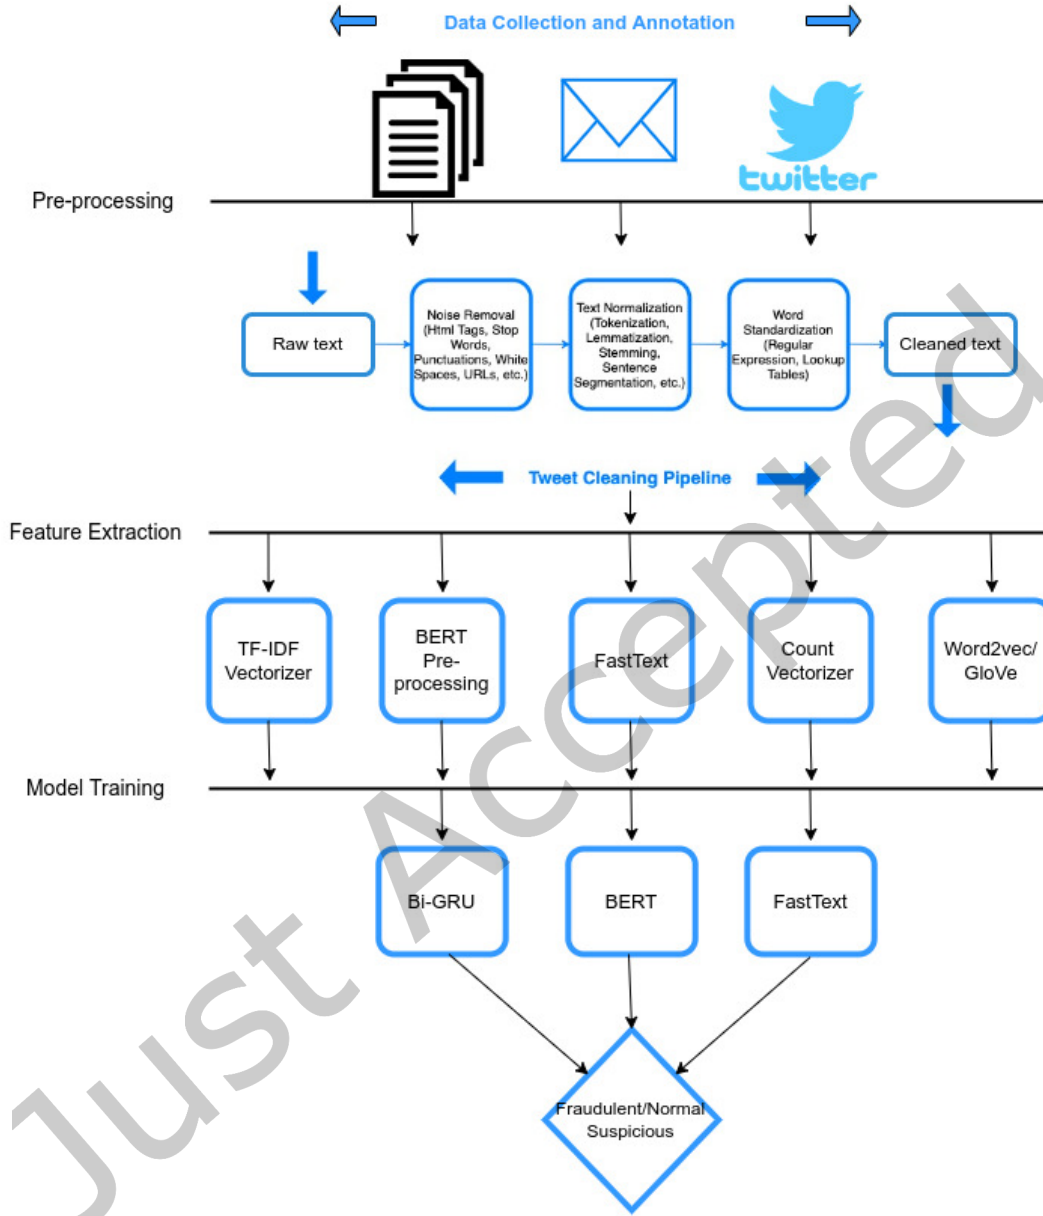 Data Collection and Annotation
twitter
Pre-processing
Raw text
Noise Removal
(Html Tags, Stop
Words,
Punctuations, White
Spaces, URLs, etc.)
Text Normalization
(Tokenization,
Lemmatization,
Stemming,
Sentence
Segmentation, etc.)
Word
Standardization
(Regular
Expression, Lookup
Tables)
Cleaned text
Tweet Cleaning Pipeline
Feature Extraction
TF-IDF
Vectorizer
BERT
Pre-
processing
FastText
Count
Vectorizer
Word2vec/
GloVe
Model Training
Bi-GRU
BERT
FastText
Fraudulent/Normal
Suspicious
Just Accepted